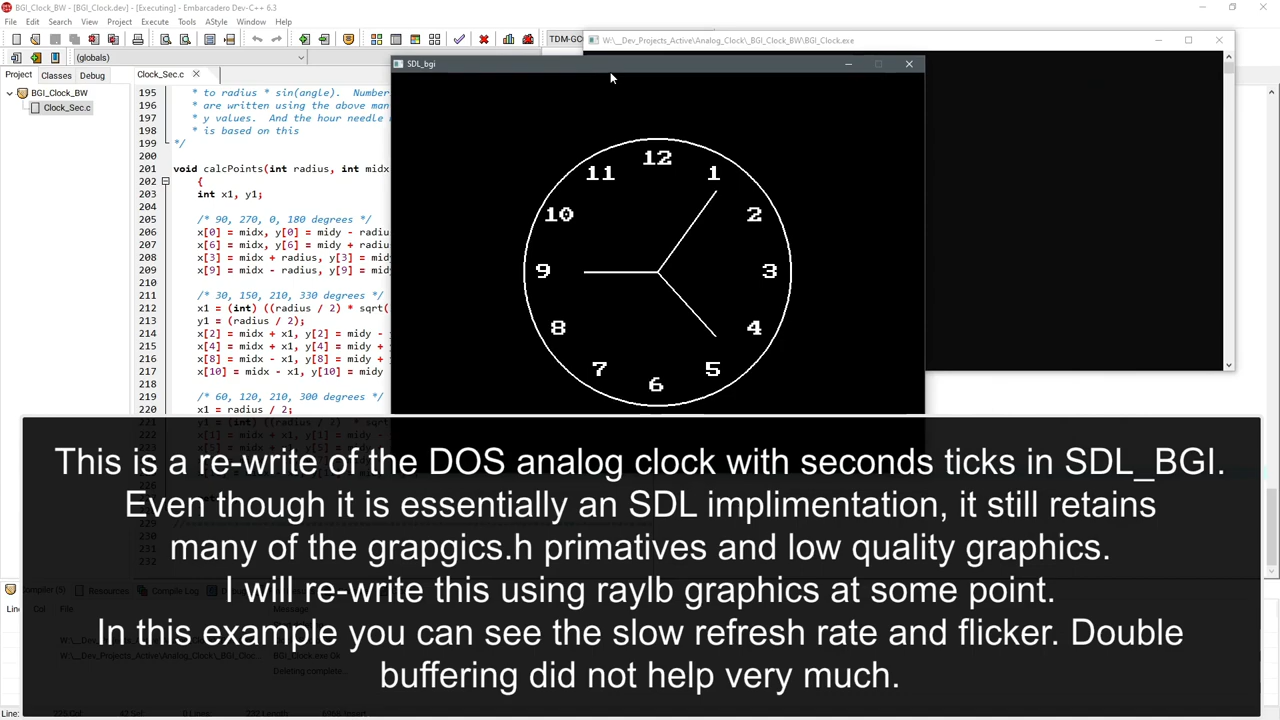 BGI_Clock_BW - [BGI_Clock.dev] - [Executing] - Embarcadero Dev-C++ 6.3
File Edit Search View Project Execute Tools AStyle Window Help
TDM-GC
W:\__Dev_Projects_Active\Analog_Clock\_BGI_Clock_BW\BGI_Clock.exe
(globals)
SDL_bgi
Project Classes Debug
Clock_Sec.c
BGI_Clock_BW
Clock_Sec.c
195 * to radius * sin(angle). Number
196 * are written using the above man
197 * y values. And the hour needle
198 * is based on this
199 */
200
201 void calcPoints(int radius, int midx
202 {
203 int x1, y1;
204
205 /* 90, 270, 0, 180 degrees */
206 x[0] = midx, y[0] = midy - radiu
207 x[6] = midx, y[6] = midy + radiu
208 x[3] = midx + radius, y[3] = midy
209 x[9] = midx - radius, y[9] = midy
210
211 /* 30, 150, 210, 330 degrees */
212 x1 = (int) ((radius / 2) * sqrt(
213 y1 = (radius / 2);
214 x[2] = midx + x1, y[2] = midy -
215 x[4] = midx + x1, y[4] = midy +
216 x[8] = midx - x1, y[8] = midy +
217 x[10] = midx - x1, y[10] = midy
218
219 /* 60, 120, 210, 300 degrees */
220 x1 = radius / 2;
12
11 1
10 2
9 3
8 4
7 5
6
This is a re-write of the DOS analog clock with seconds ticks in SDL_BGI.
Even though it is essentially an SDL implimentation, it still retains
many of the grapgics.h primatives and low quality graphics.
I will re-write this using raylb graphics at some point.
In this example you can see the slow refresh rate and flicker. Double
buffering did not help very much.